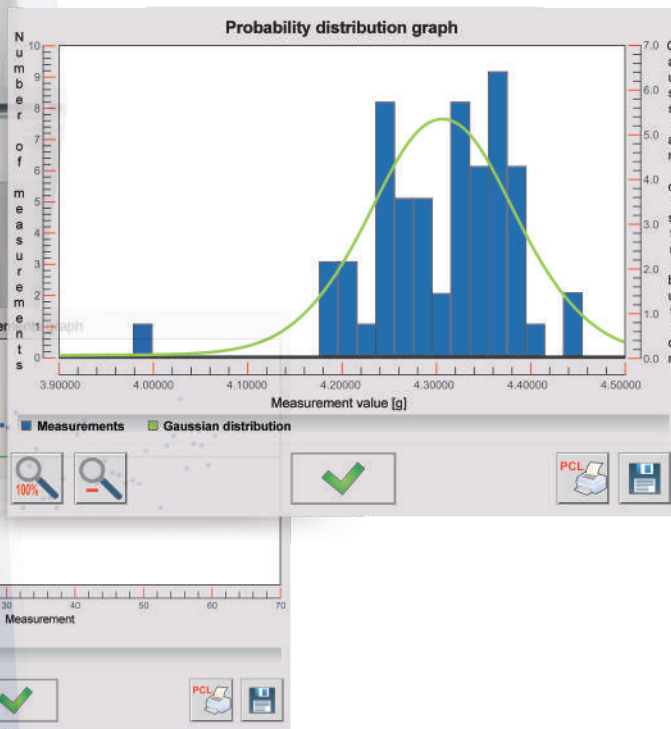 Probability distribution graph
Number of measurements
10
9
8
7
6
5
4
3
2
1
0
7.0
6.0
5.0
4.0
3.0
2.0
1.0
0.0
3.90000 4.00000 4.10000 4.20000 4.30000 4.40000 4.50000
Measurement value [g]
Measurements Gaussian distribution
100%
PCL
30 40 50 60 70
Measurement
PCL